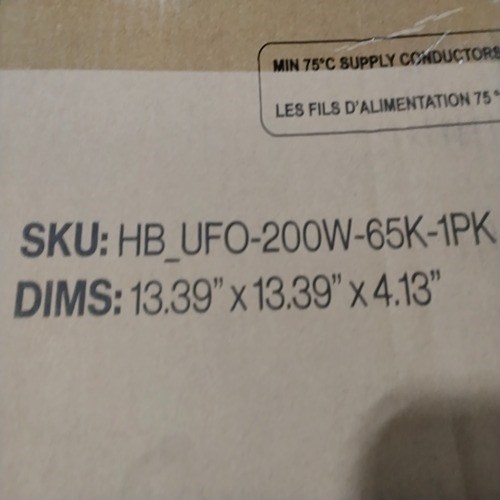 MIN 75°C SUPPLY CONDUCTORS
LES FILS D'ALIMENTATION 75°
SKU: HB_UFO-200W-65K-1PK
DIMS: 13.39” x 13.39” x 4.13”